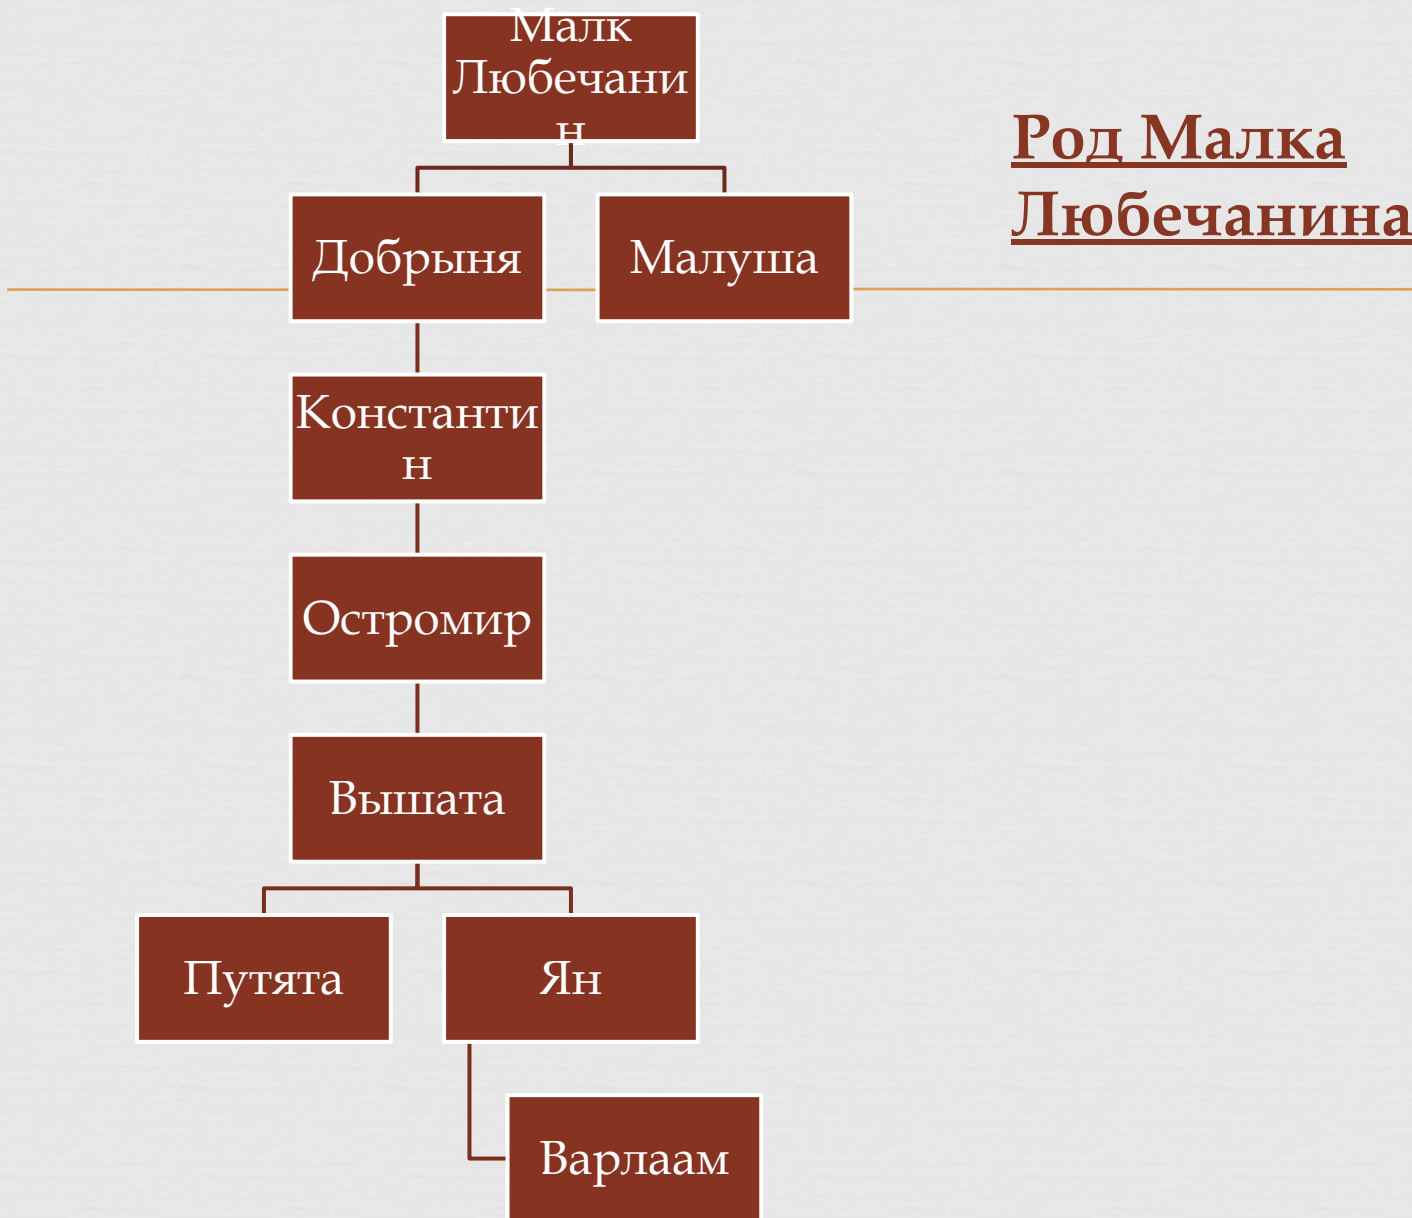 Малк
Любечани
н
Род Малка
Любечанина
Добрыня
Малуша
Константи
н
Остромир
Вышата
Путята
Ян
Варлаам